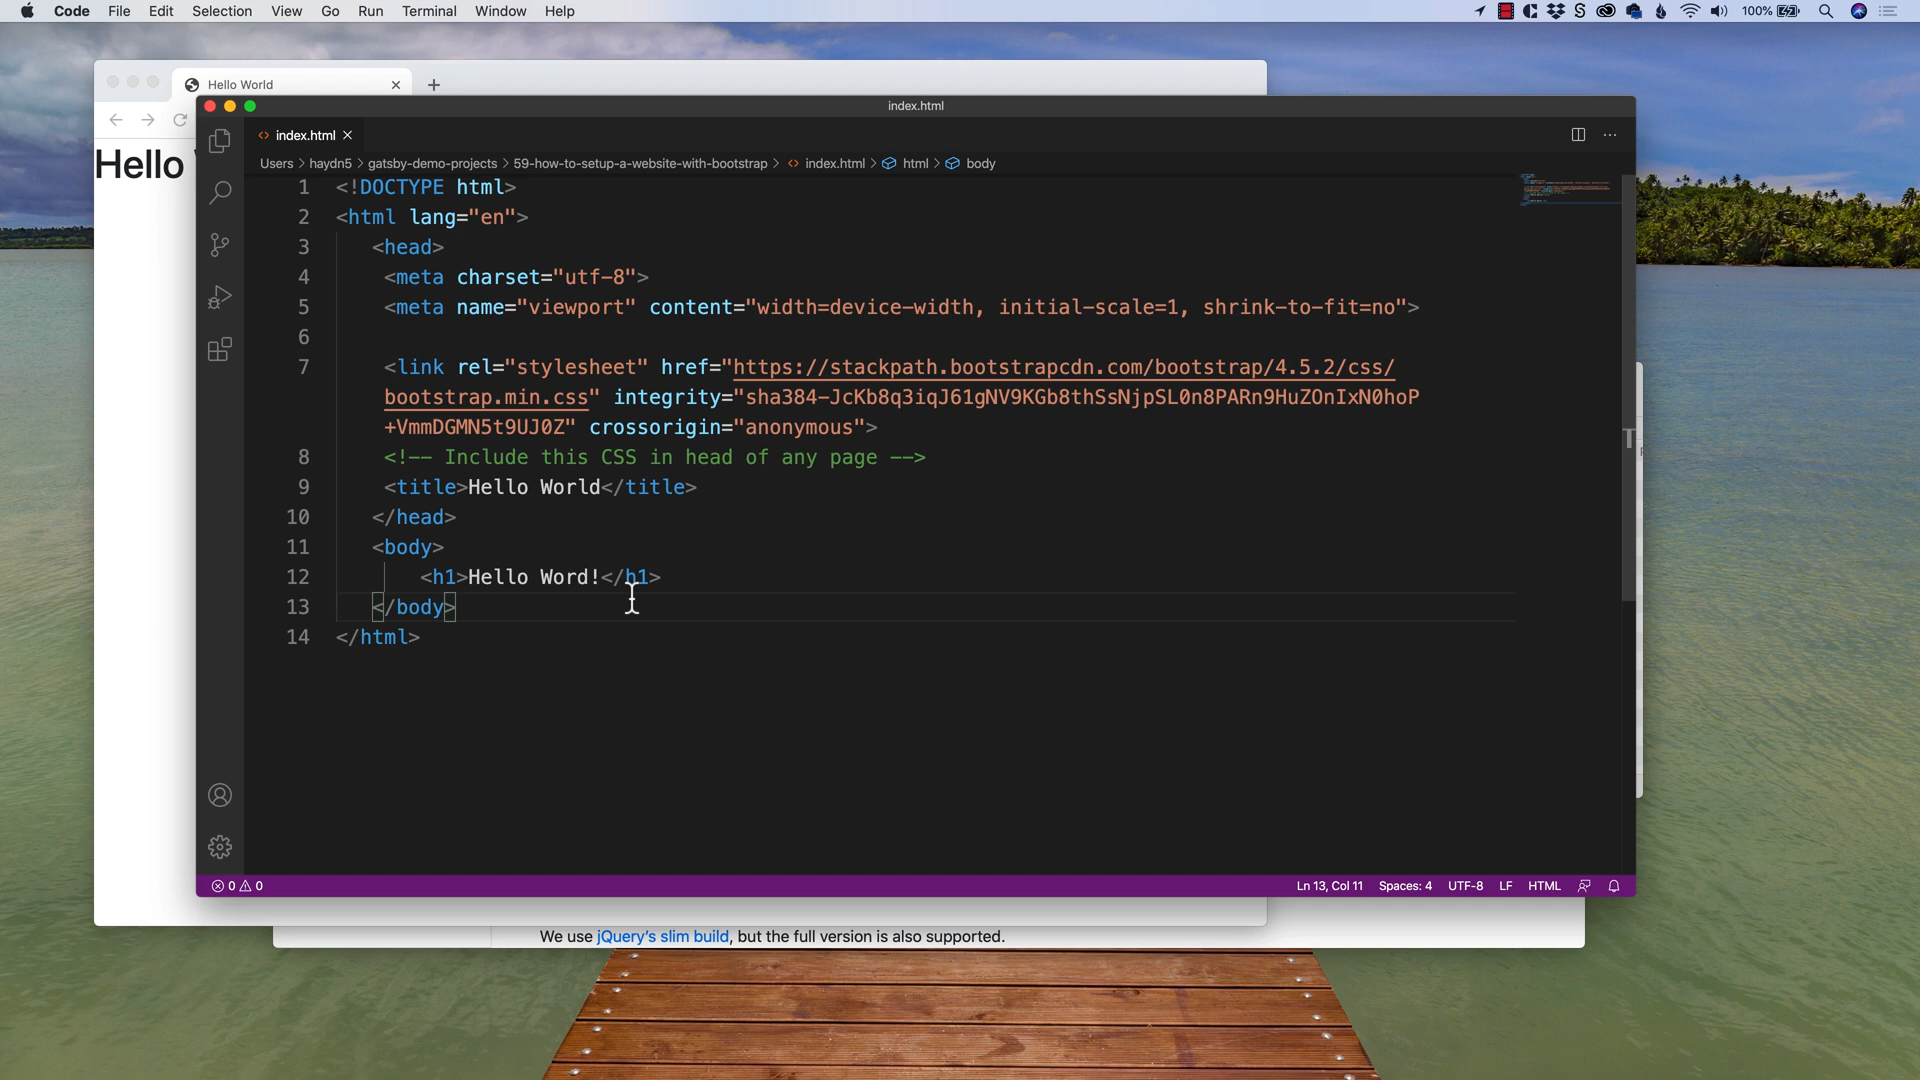 Code File Edit Selection View Go Run Terminal Window Help
100%
Hello World
index.html
Hello
index.html
Users > haydn5 > gatsby-demo-projects > 59-how-to-setup-a-website-with-bootstrap > index.html > html > body
1 <!DOCTYPE html>
2 <html lang="en">
3 <head>
4 <meta charset="utf-8">
5 <meta name="viewport" content="width=device-width, initial-scale=1, shrink-to-fit=no">
6
7 <link rel="stylesheet" href="https://stackpath.bootstrapcdn.com/bootstrap/4.5.2/css/
bootstrap.min.css" integrity="sha384-JcKb8q3iqJ61gNV9KGb8thSsNjpSL0n8PARn9HuZOnIxN0hoP
+VmmDGMN5t9UJ0Z" crossorigin="anonymous">
8 <!-- Include this CSS in head of any page -->
9 <title>Hello World</title>
10 </head>
11 <body>
12 <h1>Hello Word!</h1>
13 </body>
14 </html>
0 0
Ln 13, Col 11 Spaces: 4 UTF-8 LF HTML
We use jQuery's slim build, but the full version is also supported.